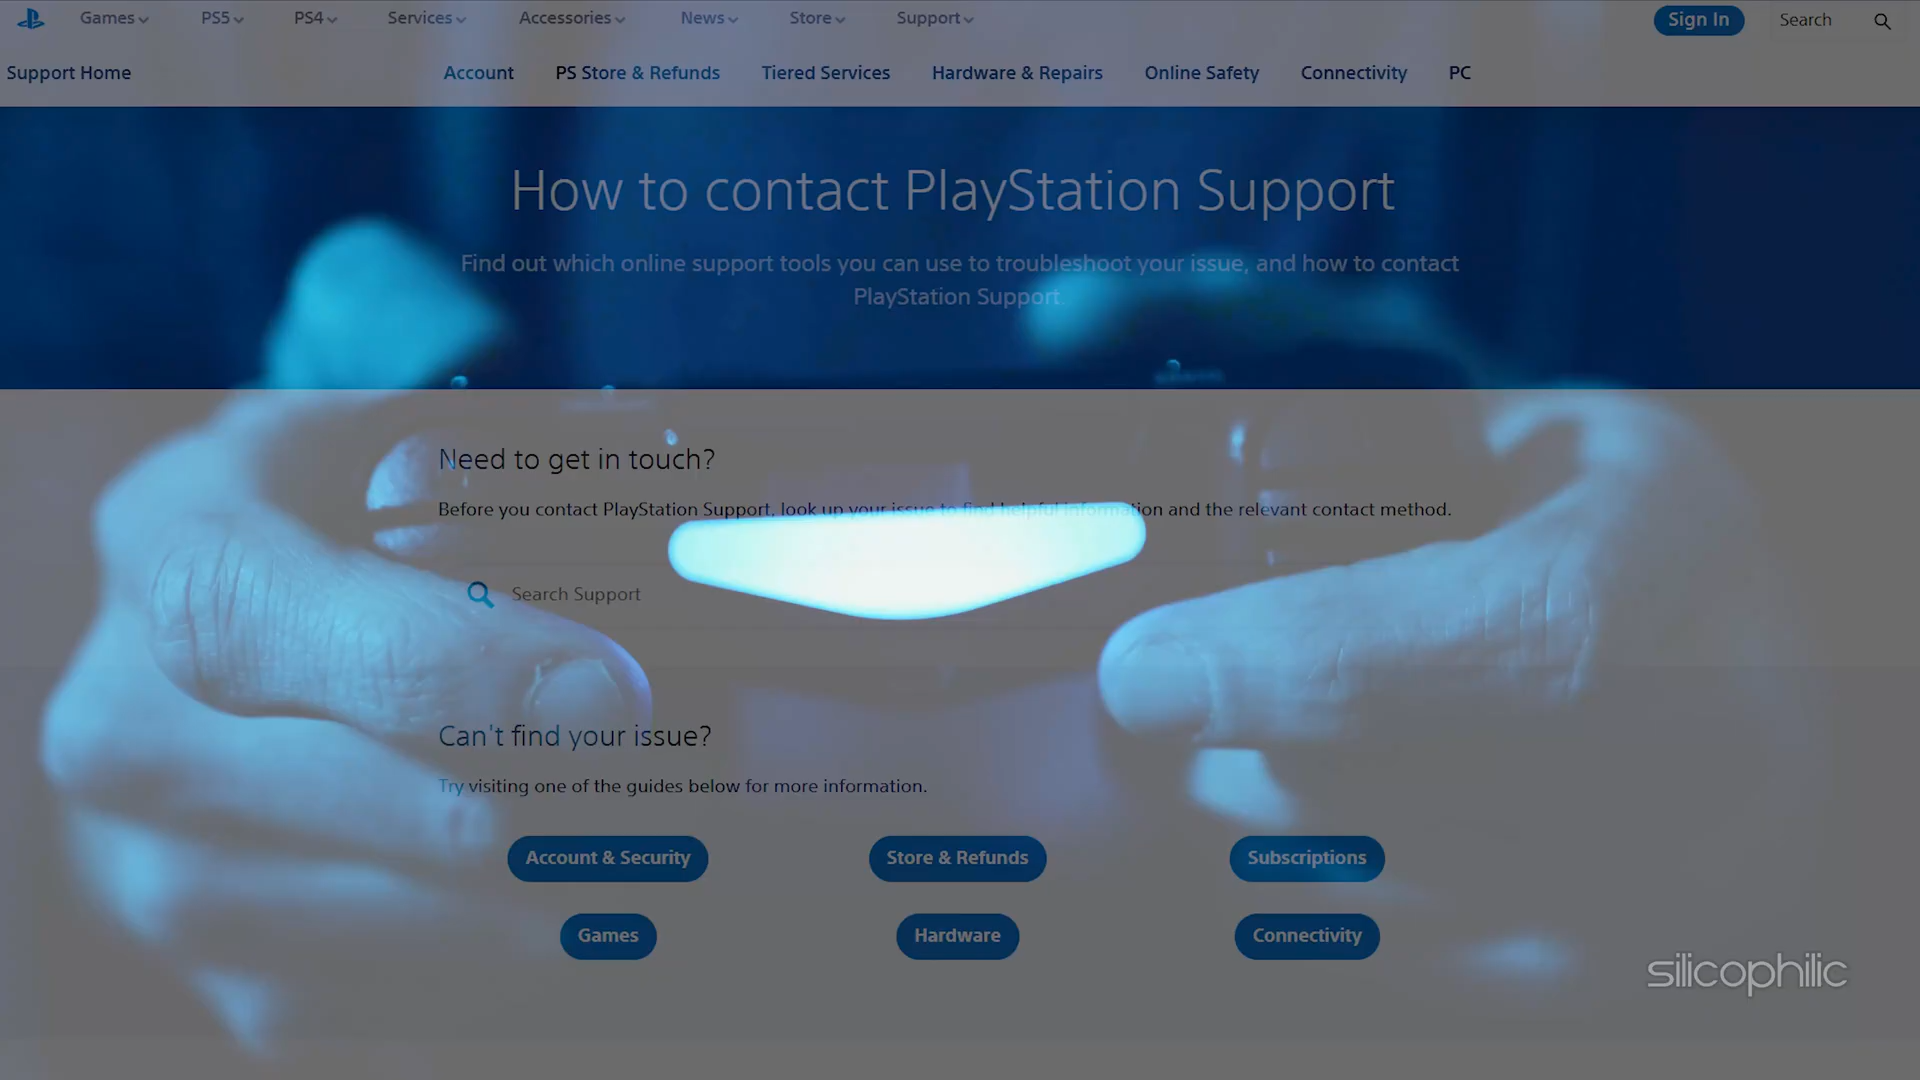 Games PS5 PS4 Services Accessories News Store Support Sign In Search
Support Home Account PS Store & Refunds Tiered Services Hardware & Repairs Online Safety Connectivity PC
How to contact PlayStation Support
Find out which online support tools you can use to troubleshoot your issue, and how to contact
PlayStation Support.
Need to get in touch?
Before you contact PlayStation Support, look up your issue to find helpful information and the relevant contact method.
Search Support
Can't find your issue?
Try visiting one of the guides below for more information.
Account & Security Store & Refunds Subscriptions
Games Hardware Connectivity
silicophilic